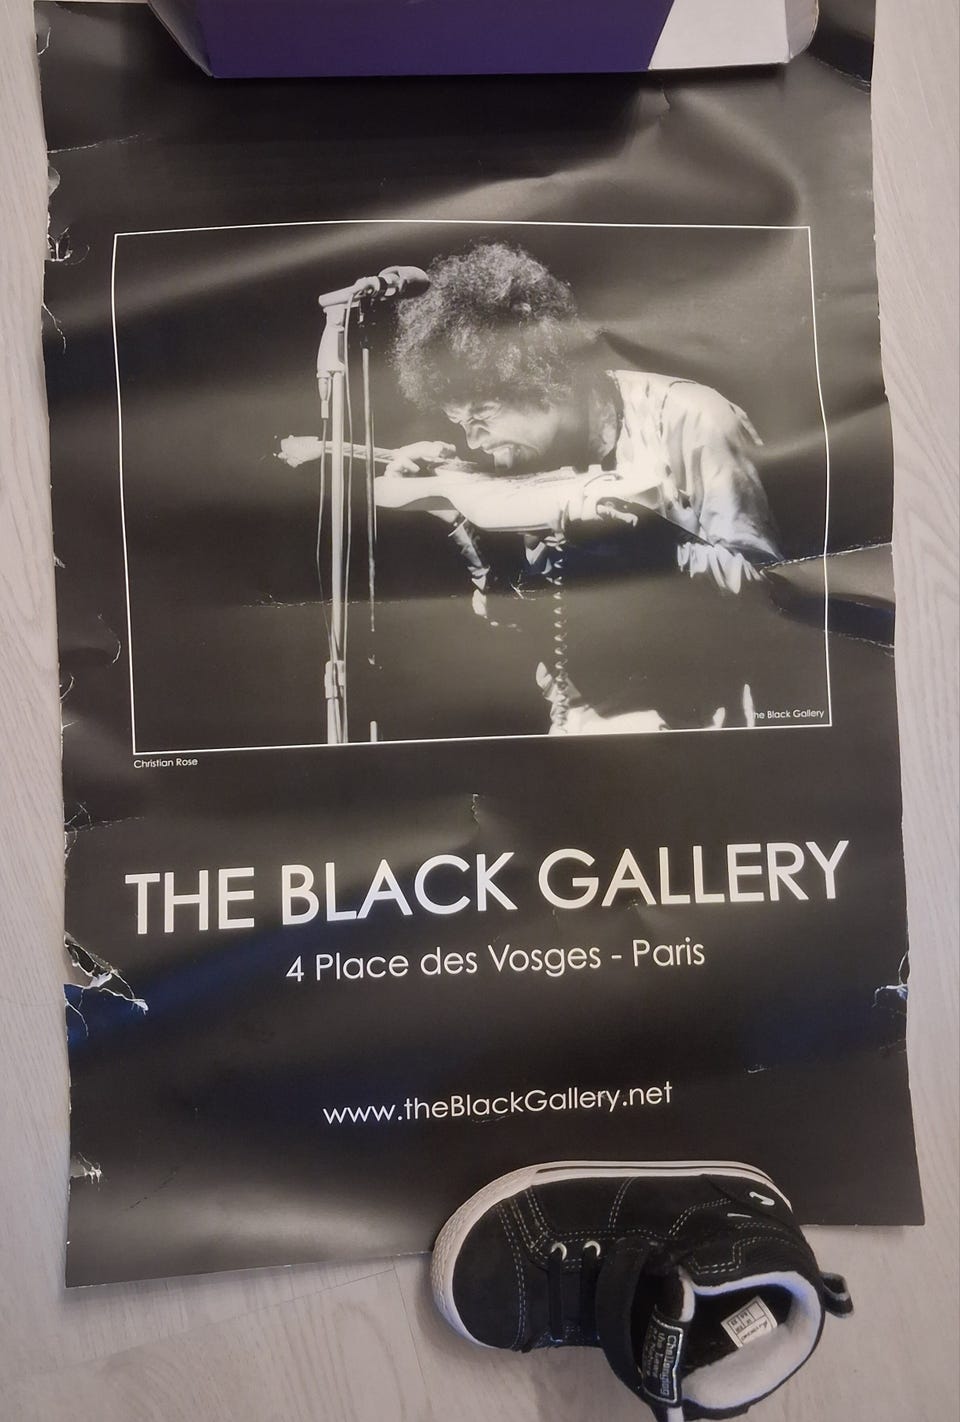 The Black Gallery
Christian Rose
THE BLACK GALLERY
4 Place des Vosges - Paris
www.theBlackGallery.net